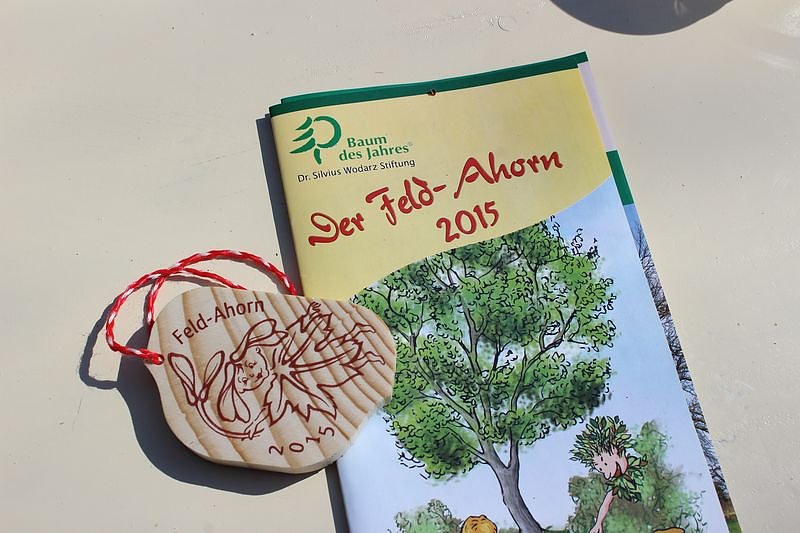 Baum
des Jahres®
Dr. Silvius Wodarz Stiftung
Der Feld-Ahorn
2015
Feld-Ahorn
2015